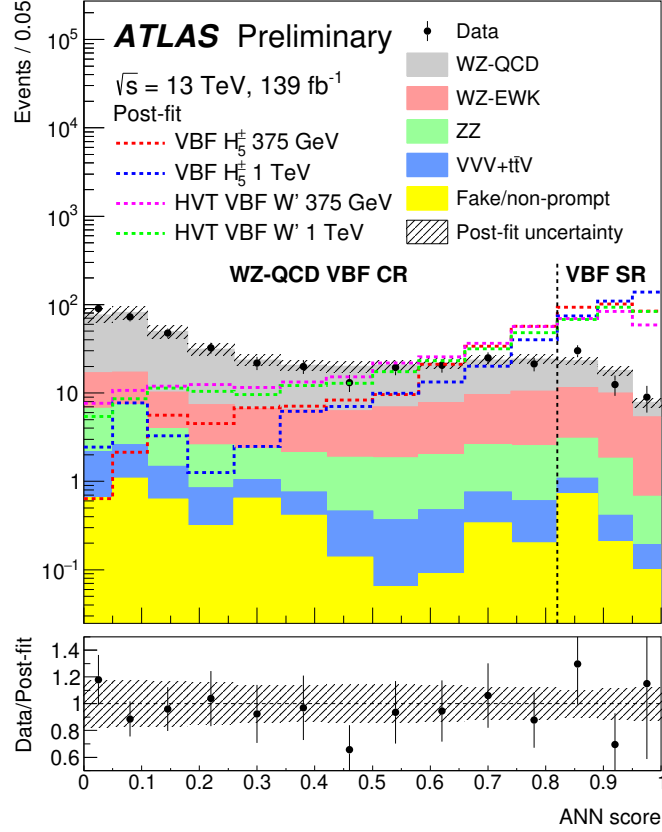 Events / 0.05
10⁵
10⁴
10³
10²
10
1
10⁻¹
ATLAS Preliminary
√s = 13 TeV, 139 fb⁻¹
Post-fit
VBF H₅± 375 GeV
VBF H₅± 1 TeV
HVT VBF W' 375 GeV
HVT VBF W' 1 TeV
Data
WZ-QCD
WZ-EWK
ZZ
VVV+tt̄V
Fake/non-prompt
Post-fit uncertainty
WZ-QCD VBF CR
VBF SR
Data/Post-fit
1.4
1.2
1.0
0.8
0.6
0 0.1 0.2 0.3 0.4 0.5 0.6 0.7 0.8 0.9 1
ANN score